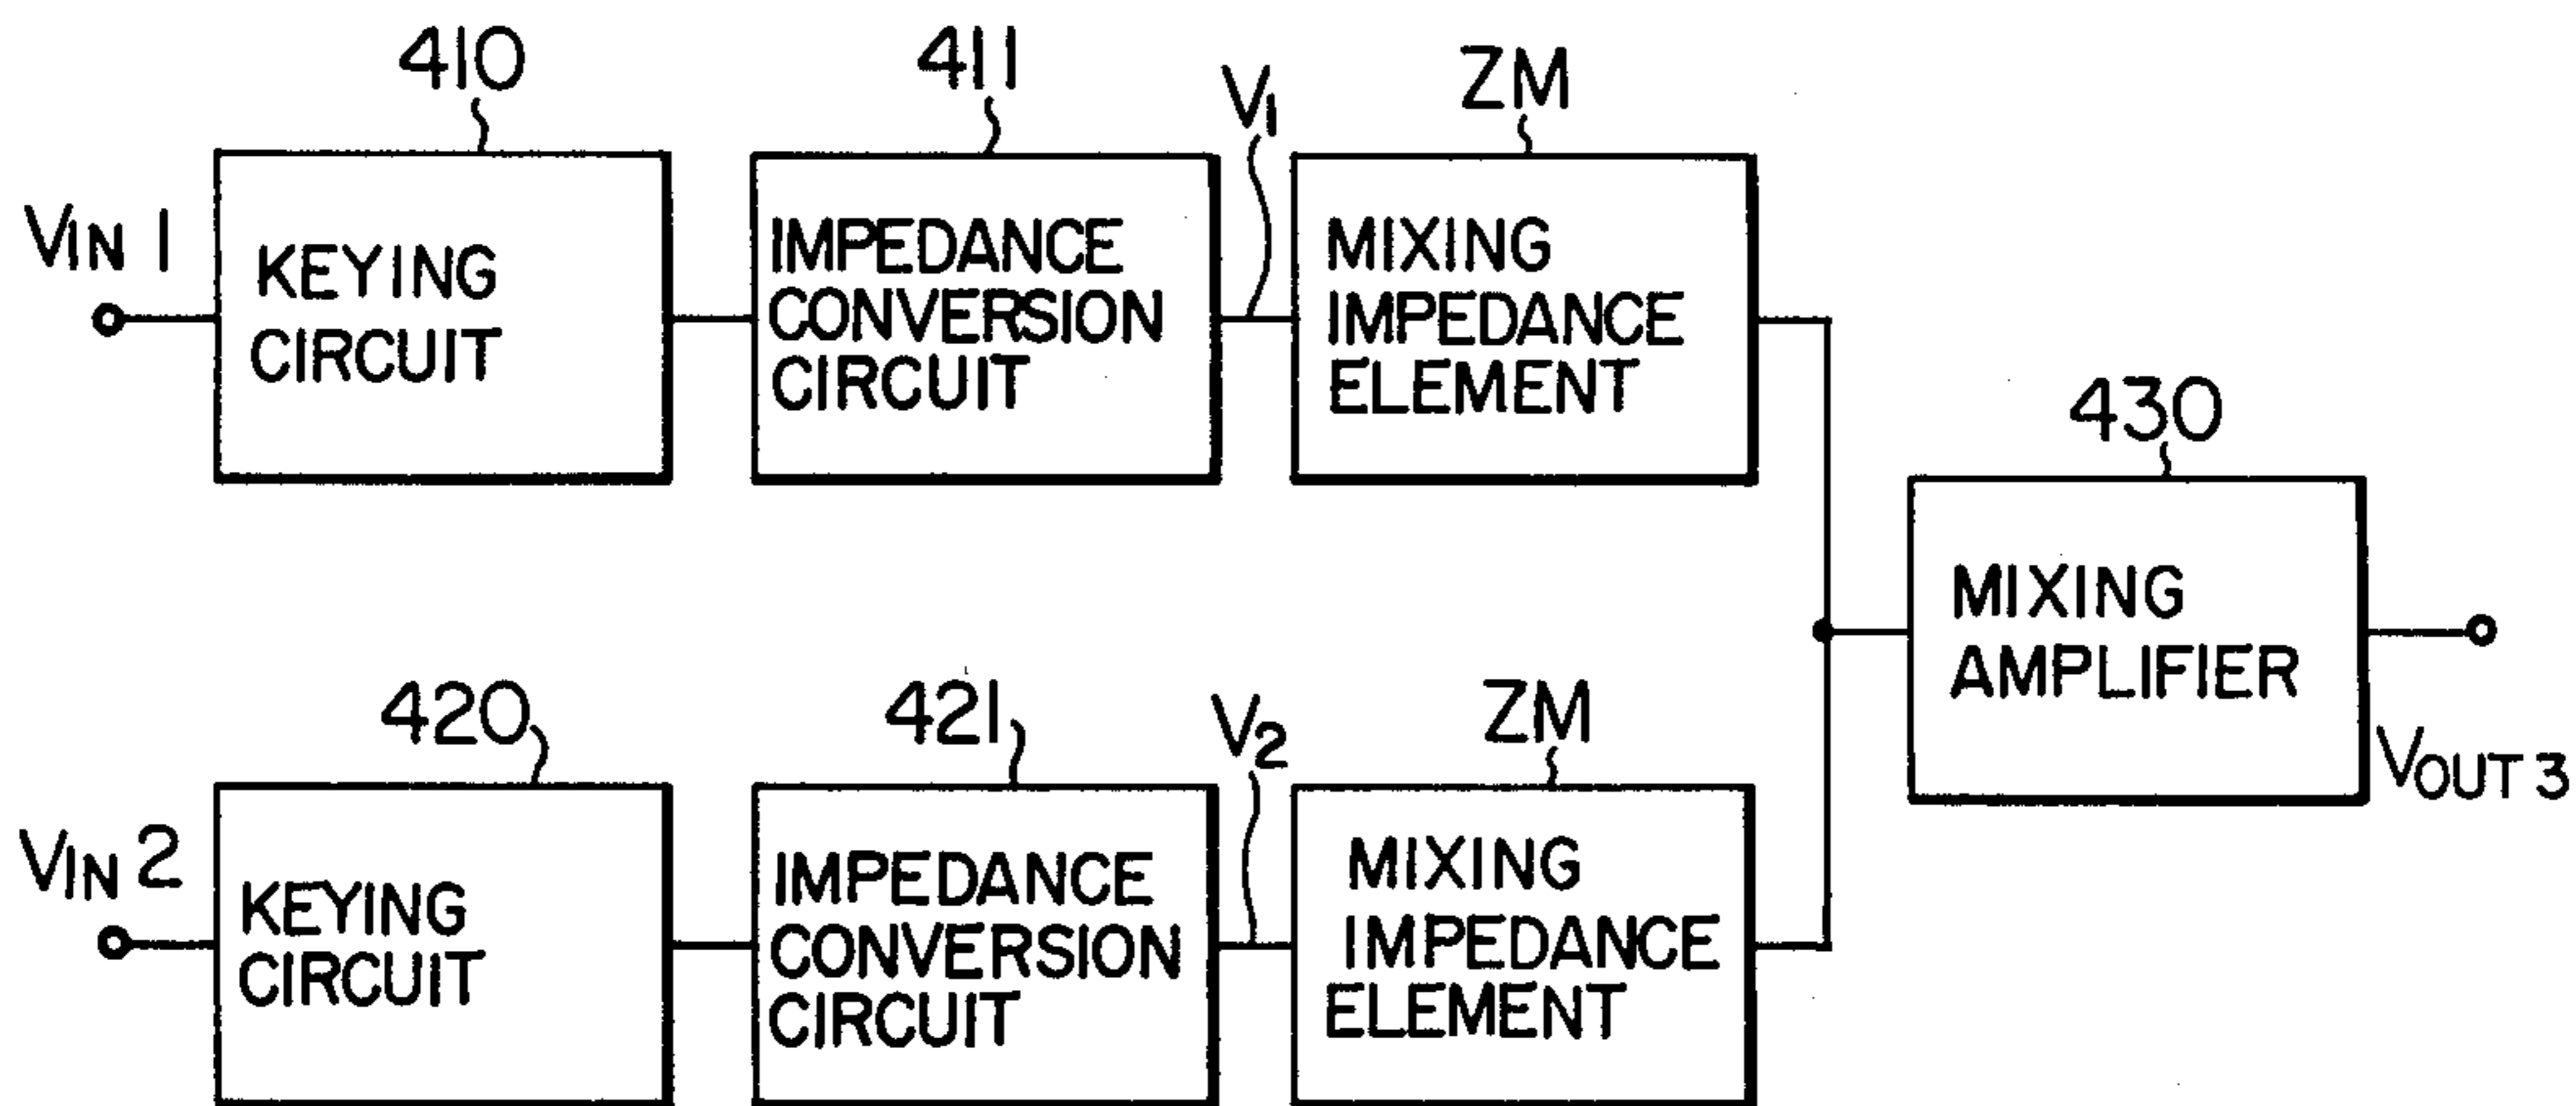 410
411
V1
ZM
VIN 1
KEYING
CIRCUIT
IMPEDANCE
CONVERSION
CIRCUIT
MIXING
IMPEDANCE
ELEMENT
430
MIXING
AMPLIFIER
VOUT 3
420
421
V2
ZM
VIN 2
KEYING
CIRCUIT
IMPEDANCE
CONVERSION
CIRCUIT
MIXING
IMPEDANCE
ELEMENT